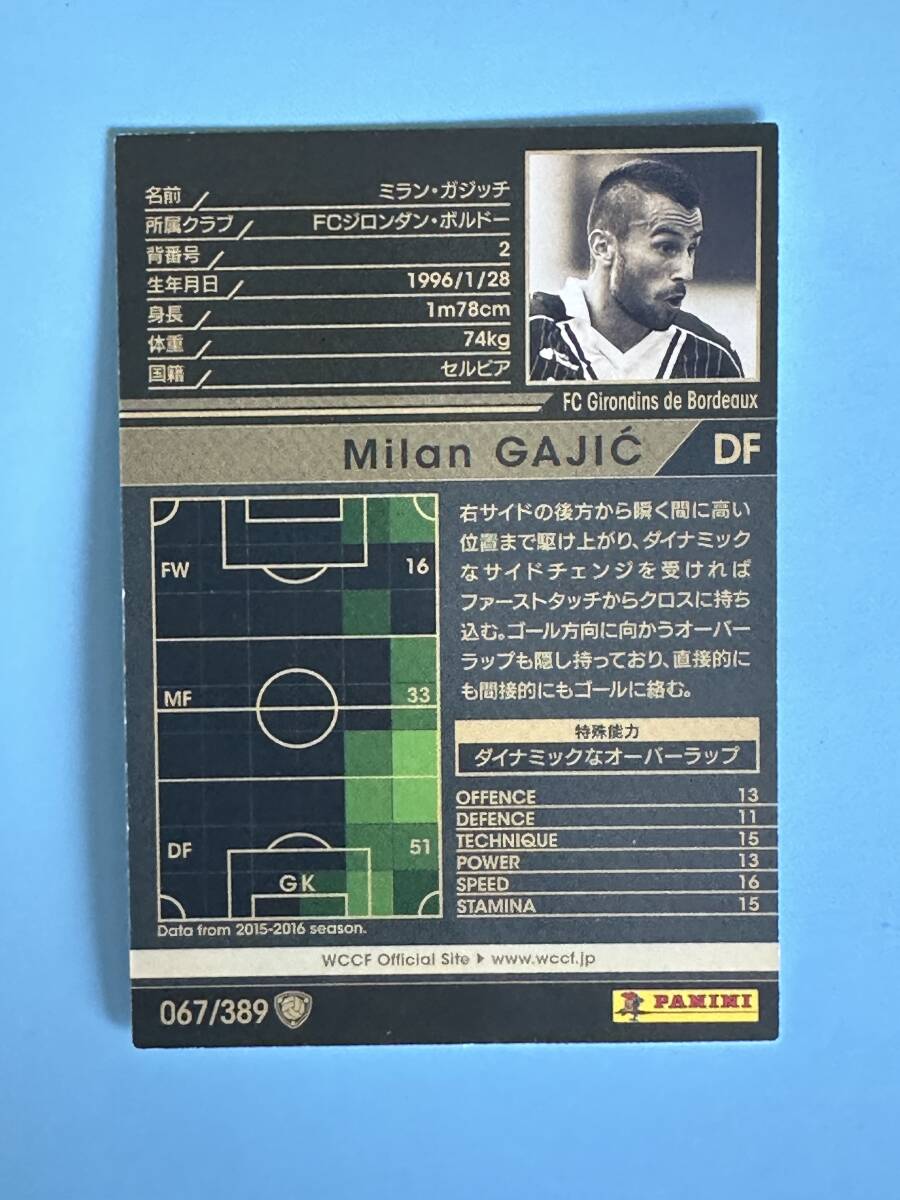 名前 ミラン・ガジッチ
所属クラブ FCジロンダン・ボルドー
背番号 2
生年月日 1996/1/28
身長 1m78cm
体重 74kg
国籍 セルビア
FC Girondins de Bordeaux
Milan GAJIĆ DF
FW 16
MF 33
DF 51
GK
Data from 2015-2016 season.
右サイドの後方から瞬く間に高い
位置まで駆け上がり、ダイナミック
なサイドチェンジを受ければ
ファーストタッチからクロスに持ち
込む。ゴール方向に向かうオーバー
ラップも隠し持っており、直接的に
も間接的にもゴールに絡む。
特殊能力
ダイナミックなオーバーラップ
OFFENCE 13
DEFENCE 11
TECHNIQUE 15
POWER 13
SPEED 16
STAMINA 15
WCCF Official Site ▶ www.wccf.jp
067/389
PANINI